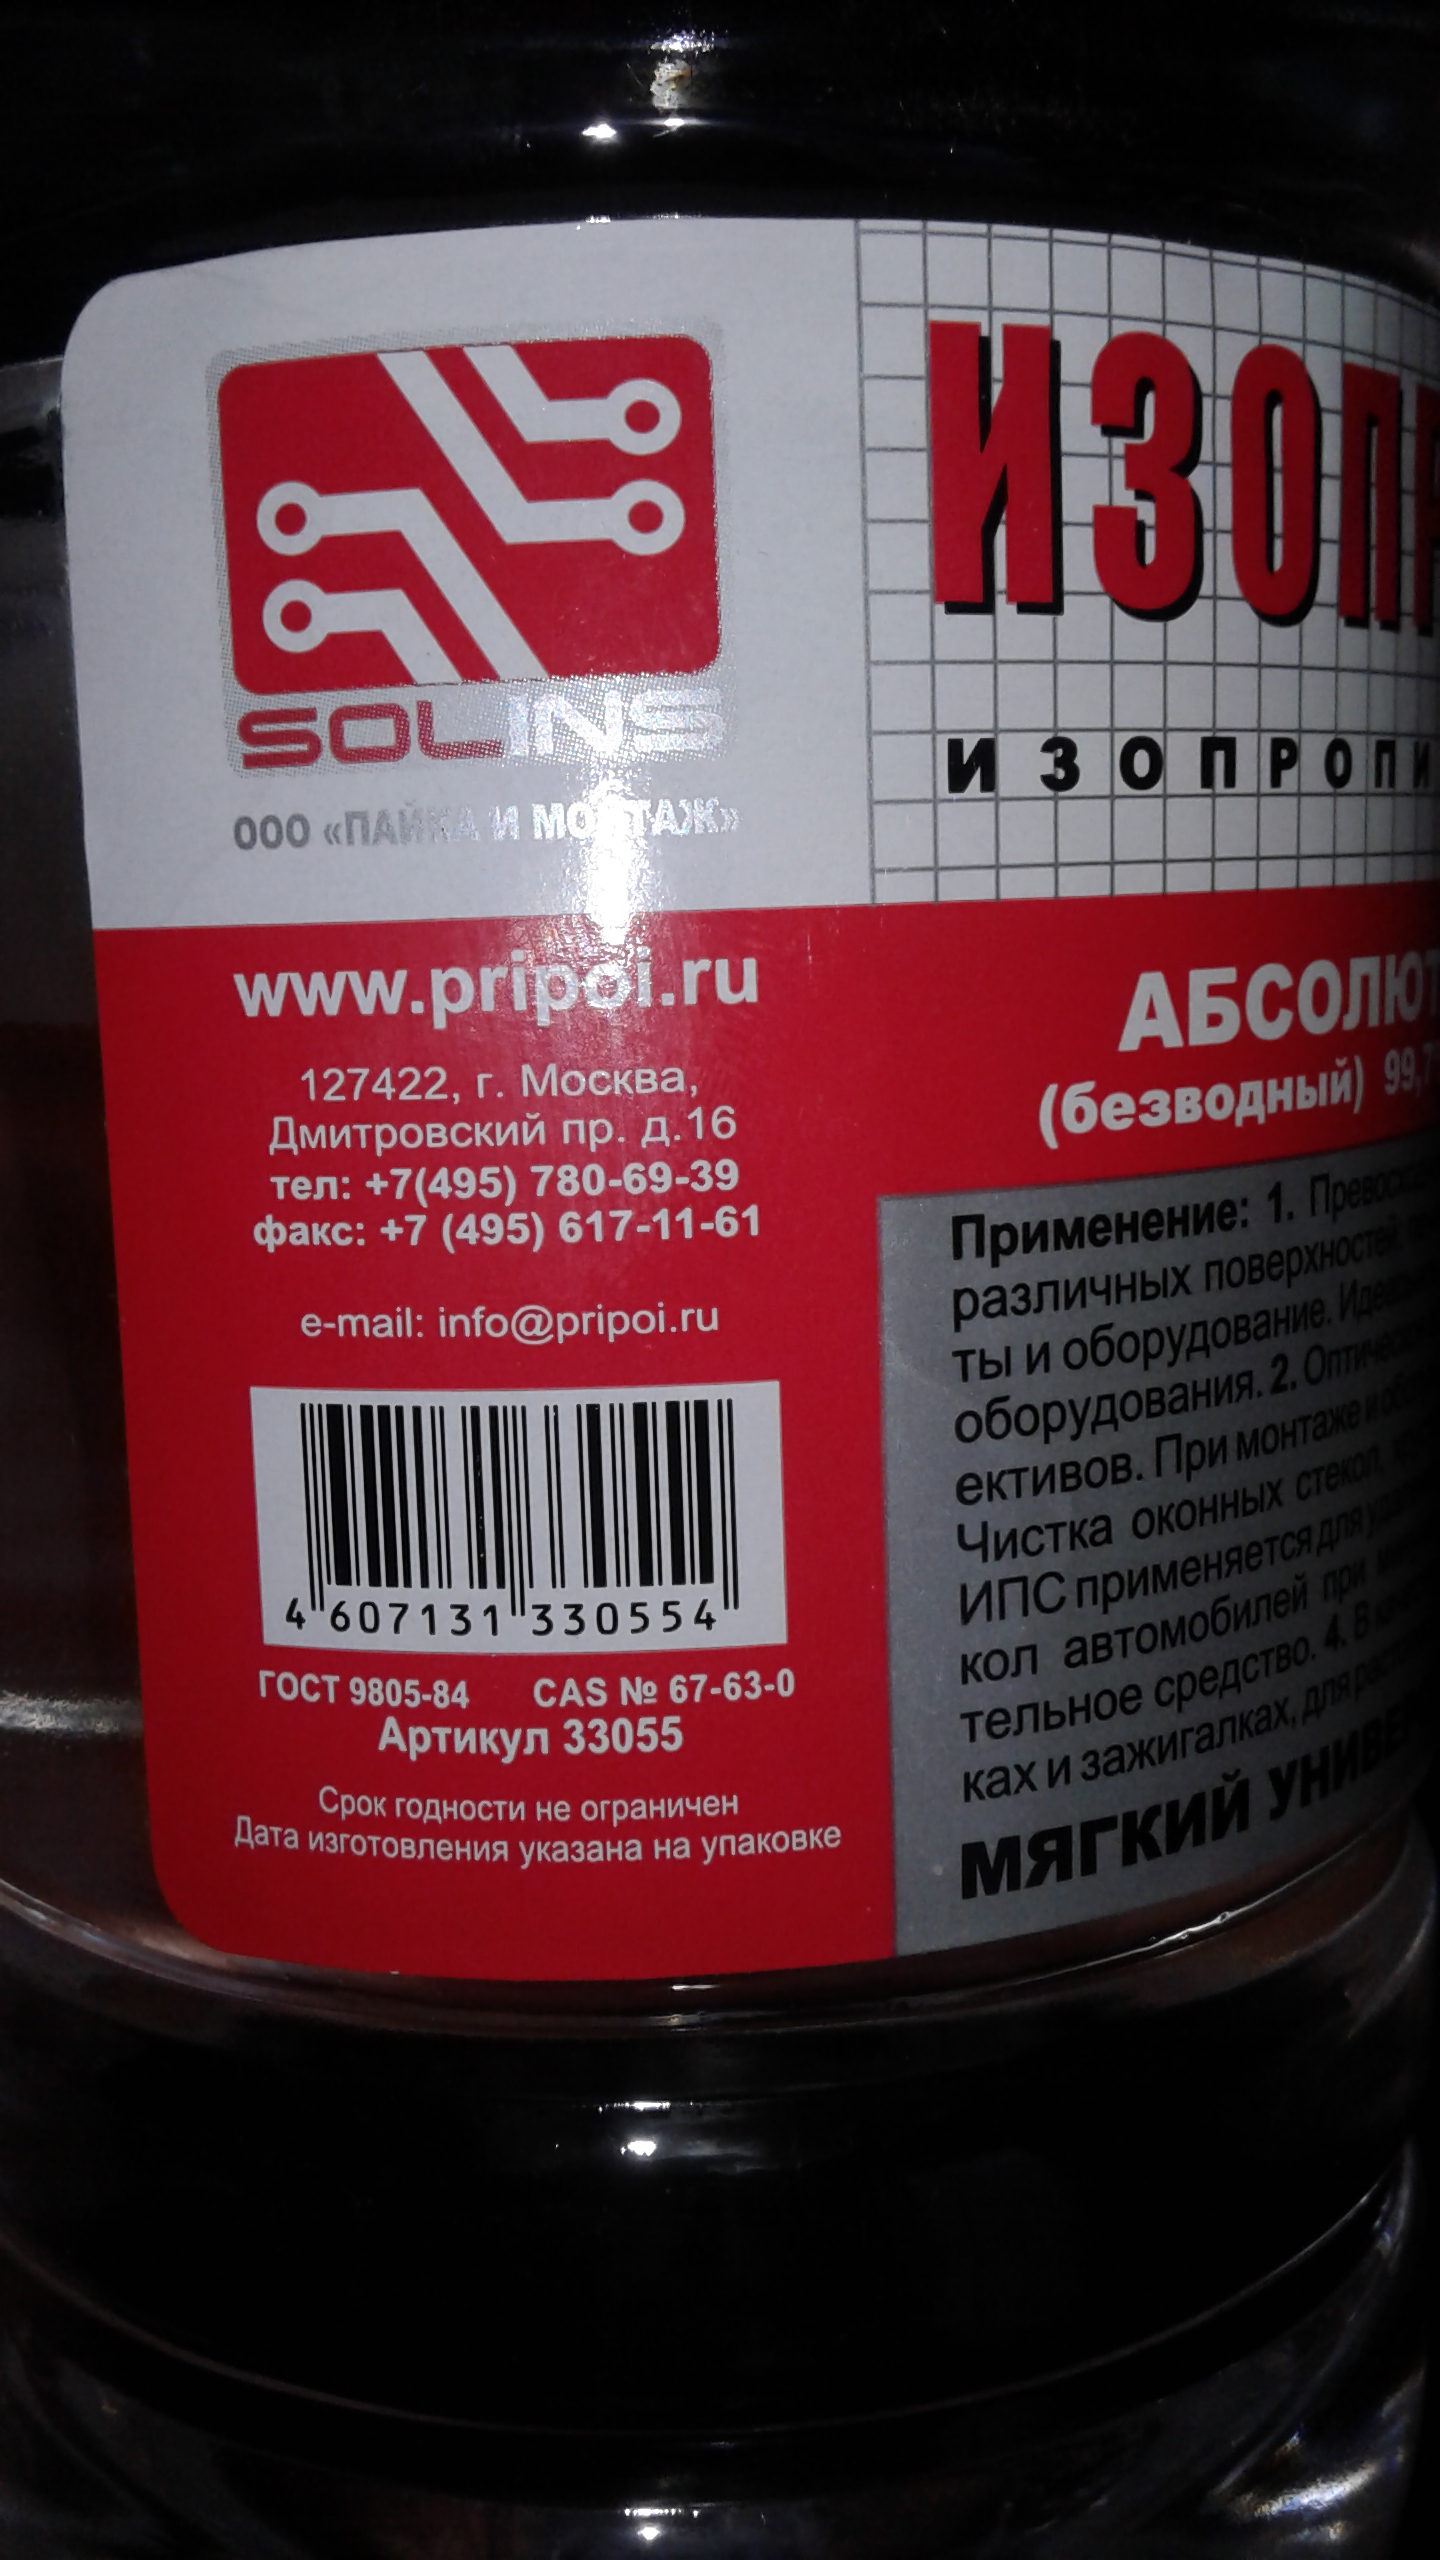 SOLINS
ООО «ПАЙКА И МОНТАЖ»
www.pripoi.ru
127422, г. Москва,
Дмитровский пр. д.16
тел: +7(495) 780-69-39
факс: +7 (495) 617-11-61
e-mail: info@pripoi.ru
4 607131 330554
ГОСТ 9805-84 CAS № 67-63-0
Артикул 33055
Срок годности не ограничен
Дата изготовления указана на упаковке
ИЗОПР
ИЗОПРОПИ
АБСОЛЮТ
(безводный) 99,7
Применение: 1.
различных поверхностей
ты и оборудование.
оборудования. 2.
ективов. При монтаже и
Чистка оконных стекол,
ИПС применяется для
кол автомобилей при
тельное средство. 4. В
ках и зажигалках, для
МЯГКИЙ УНИВЕ